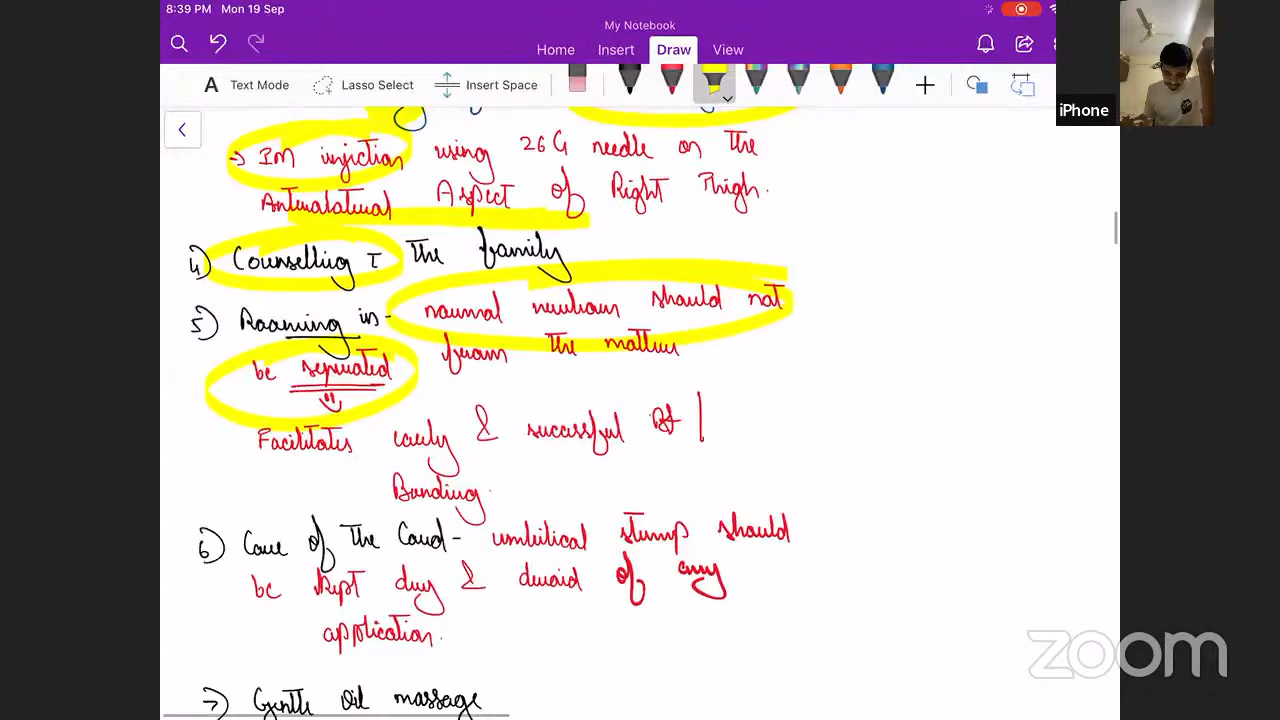 8:39 PM Mon 19 Sep
My Notebook
Home Insert Draw View
Text Mode Lasso Select Insert Space
iPhone
→ IM injection using 26G needle on the
Anterolateral Aspect of Right Thigh.
4) Counselling the family
5) Rooming in - normal newborn should not
be seperated from the mother
Facilitates early & successful Bf |
Bonding.
6) Care of the Cord - umbilical stump should
be kept dry & devoid of any
application.
7) Gentle Oil massage
zoom